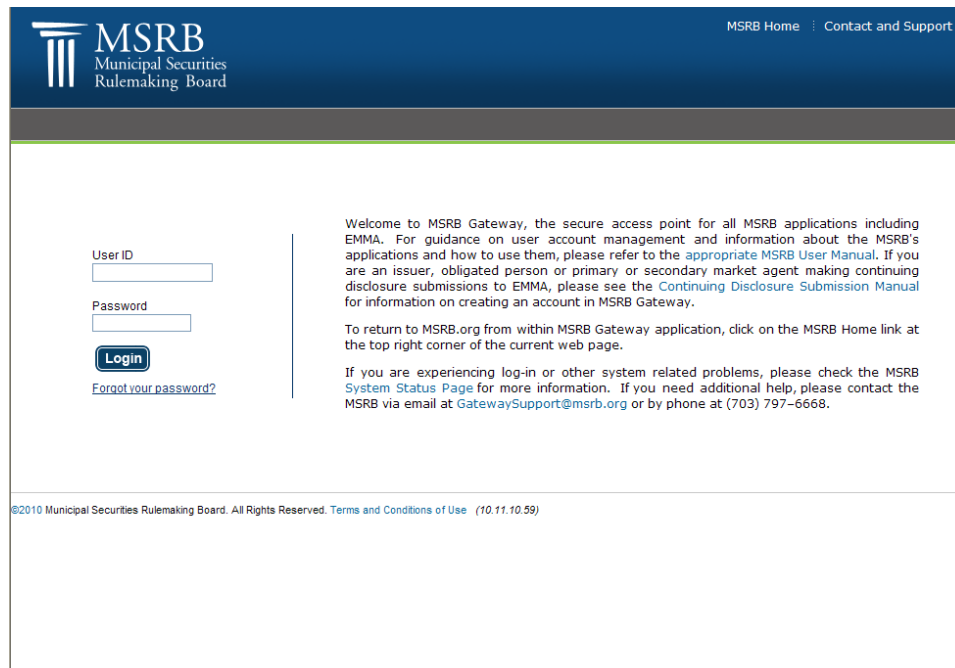 MSRB
Municipal Securities
Rulemaking Board
MSRB Home Contact and Support
User ID
Password
Login
Forgot your password?
Welcome to MSRB Gateway, the secure access point for all MSRB applications including
EMMA. For guidance on user account management and information about the MSRB's
applications and how to use them, please refer to the appropriate MSRB User Manual. If you
are an issuer, obligated person or primary or secondary market agent making continuing
disclosure submissions to EMMA, please see the Continuing Disclosure Submission Manual
for information on creating an account in MSRB Gateway.
To return to MSRB.org from within MSRB Gateway application, click on the MSRB Home link at
the top right corner of the current web page.
If you are experiencing log-in or other system related problems, please check the MSRB
System Status Page for more information. If you need additional help, please contact the
MSRB via email at GatewaySupport@msrb.org or by phone at (703) 797–6668.
©2010 Municipal Securities Rulemaking Board. All Rights Reserved. Terms and Conditions of Use (10.11.10.59)